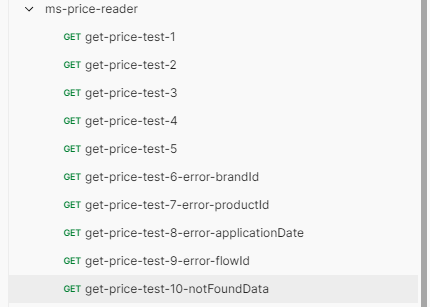 ms-price-reader
GET get-price-test-1
GET get-price-test-2
GET get-price-test-3
GET get-price-test-4
GET get-price-test-5
GET get-price-test-6-error-brandId
GET get-price-test-7-error-productId
GET get-price-test-8-error-applicationDate
GET get-price-test-9-error-flowId
GET get-price-test-10-notFoundData